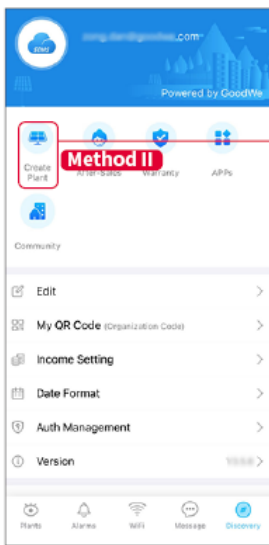 SEMS
.com
Powered by GoodWe
Create
Plant
Method II
After-Sales
Warranty
APPs
Community
Edit
My QR Code (Organization Code)
Income Setting
Date Format
Auth Management
Version
Plants
Alarms
WiFi
Message
Discovery